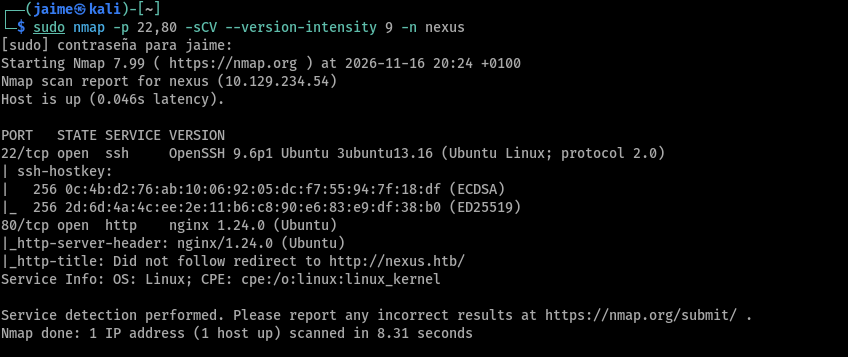 ┌──(jaime㉿kali)-[~]
└─$ sudo nmap -p 22,80 -sCV --version-intensity 9 -n nexus
[sudo] contraseña para jaime:
Starting Nmap 7.99 ( https://nmap.org ) at 2026-11-16 20:24 +0100
Nmap scan report for nexus (10.129.234.54)
Host is up (0.046s latency).

PORT   STATE SERVICE VERSION
22/tcp open  ssh     OpenSSH 9.6p1 Ubuntu 3ubuntu13.16 (Ubuntu Linux; protocol 2.0)
| ssh-hostkey:
|   256 0c:4b:d2:76:ab:10:06:92:05:dc:f7:55:94:7f:18:df (ECDSA)
|_  256 2d:6d:4a:4c:ee:2e:11:b6:c8:90:e6:83:e9:df:38:b0 (ED25519)
80/tcp open  http    nginx 1.24.0 (Ubuntu)
|_http-server-header: nginx/1.24.0 (Ubuntu)
|_http-title: Did not follow redirect to http://nexus.htb/
Service Info: OS: Linux; CPE: cpe:/o:linux:linux_kernel

Service detection performed. Please report any incorrect results at https://nmap.org/submit/ .
Nmap done: 1 IP address (1 host up) scanned in 8.31 seconds